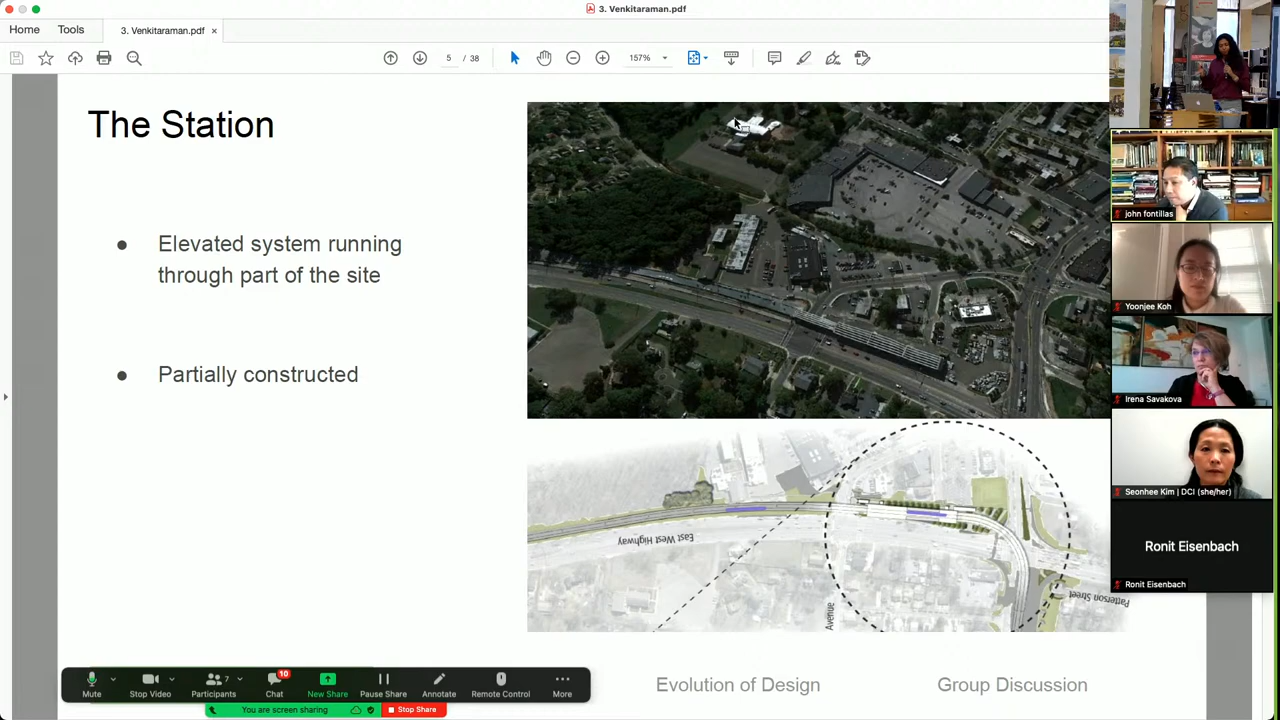 3. Venkitaraman.pdf
Home
Tools
3. Venkitaraman.pdf ×
5 / 38
157%
The Station
● Elevated system running
through part of the site
● Partially constructed
East West Highway
Avenue
Patterson Street
john fontillas
Yoonjee Koh
Irena Savakova
Seonhee Kim | DCI (she/her)
Ronit Eisenbach
Ronit Eisenbach
Mute
Stop Video
7
Participants
10
Chat
New Share
Pause Share
Annotate
Remote Control
More
You are screen sharing
Stop Share
Evolution of Design
Group Discussion